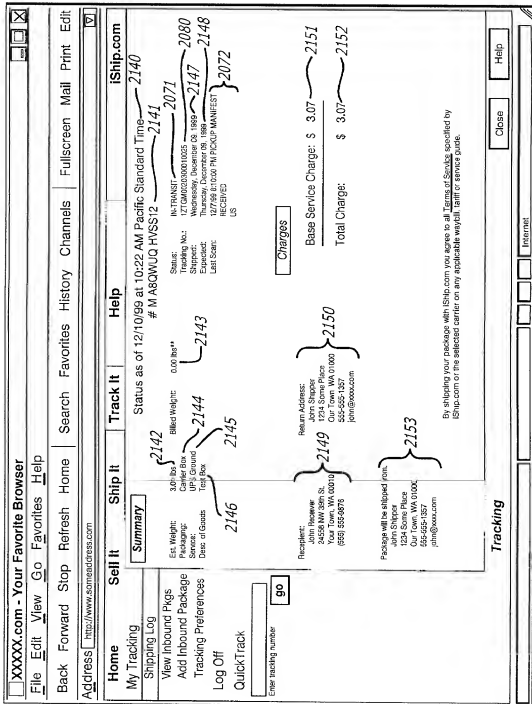 XXXXX.com - Your Favorite Browser
File Edit View Go Favorites Help
Back Forward Stop Refresh Home Search Favorites History Channels Fullscreen Mail Print Edit
Address http://www.someaddress.com
Home Sell It Ship It Track It Help iShip.com
My Tracking
Shipping Log
View Inbound Pkgs
Add Inbound Package
Tracking Preferences
Log Off
QuickTrack
Enter tracking number
go
Summary
Status as of 12/10/99 at 10:22 AM Pacific Standard Time 2140
# M A8QWUQ HVSS12 2141
2142
Est. Weight: 3.01 lbs Billed Weight: 0.00 lbs** 2143
Packaging: Carrier Box 2144
Service: UPS Ground 2145
Desc. of Goods Test Box
2146
Status: IN-TRANSIT 2071
Tracking No.: 1ZTGM0020300010025 2080
Shipped: Wednesday, December 08, 1999 2147
Expected: Thursday, December 09, 1999 2148
Last Scan: 12/7/99 8:10:00 PM PICKUP MANIFEST
RECEIVED
US
2072
Recepient:
John Receiver
24558 NW 39th St.
Your Town, WA 00010
(555) 555-9876
2149
Return Address:
John Shipper
1234 Some Place
Our Town WA 01000
555-555-1357
john@xxxx.com
2150
Charges
Base Service Charge: $ 3.07 2151
Total Charge: $ 3.07 2152
Package will be shipped from:
John Shipper
1234 Some Place
Our Town, WA 01000
555-555-1357
john@xxxx.com
2153
By shipping your package with iShip.com you agree to all Terms of Service specified by
iShip.com or the selected carrier on any applicable waybill, tariff or service guide.
Tracking
Close Help
Internet